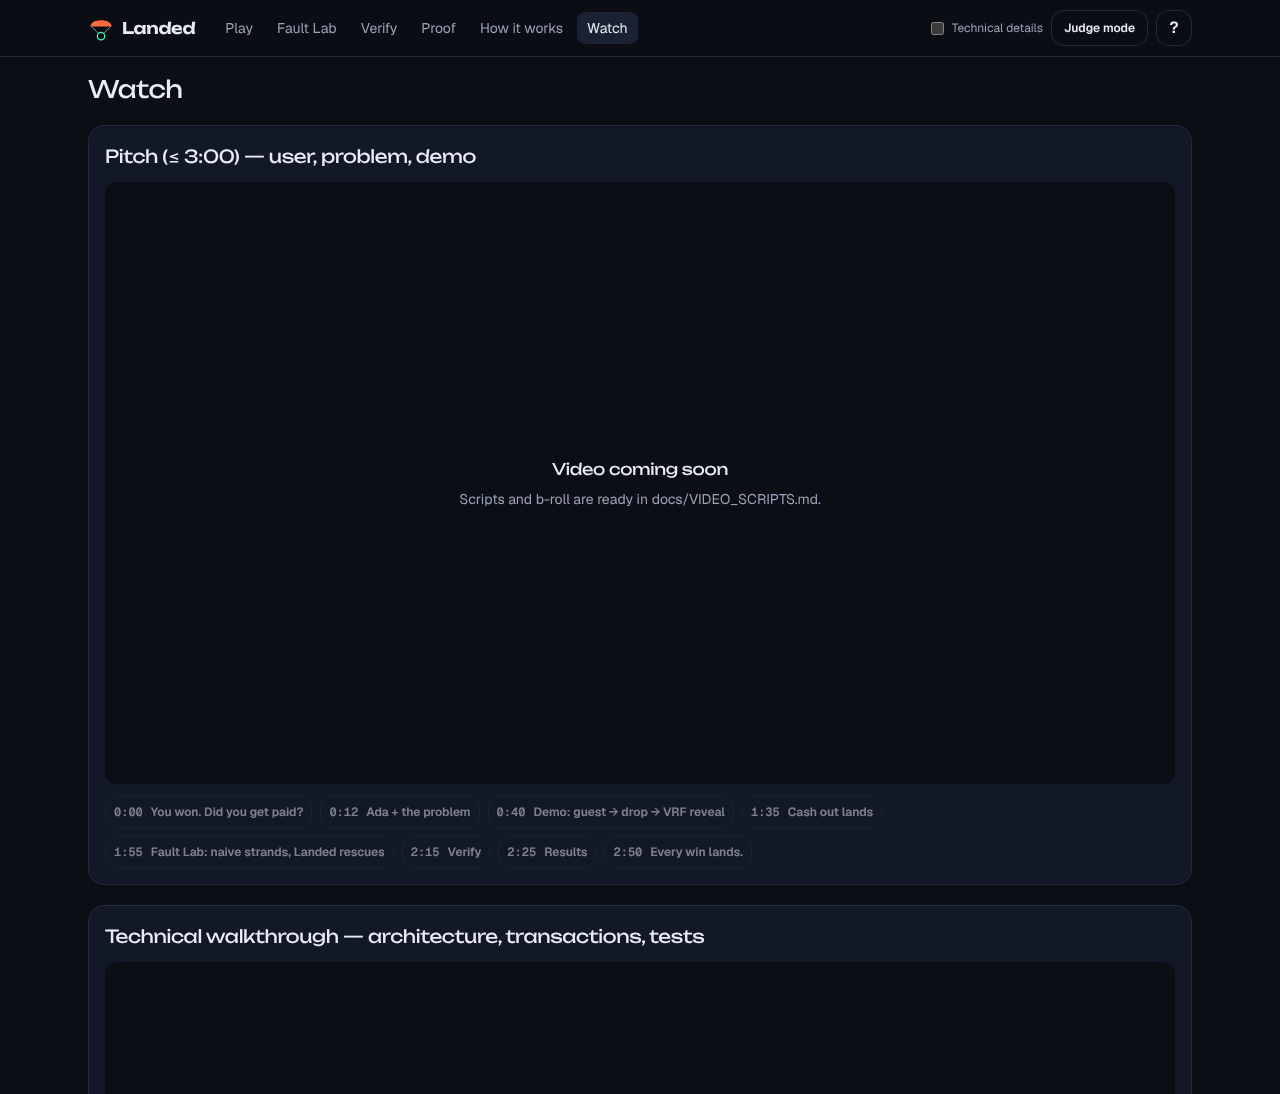 Landed Play Fault Lab Verify Proof How it works Watch Technical details Judge mode ?
Watch
Pitch (≤ 3:00) — user, problem, demo
Video coming soon
Scripts and b-roll are ready in docs/VIDEO_SCRIPTS.md.
0:00 You won. Did you get paid? 0:12 Ada + the problem 0:40 Demo: guest → drop → VRF reveal 1:35 Cash out lands
1:55 Fault Lab: naive strands, Landed rescues 2:15 Verify 2:25 Results 2:50 Every win lands.
Technical walkthrough — architecture, transactions, tests